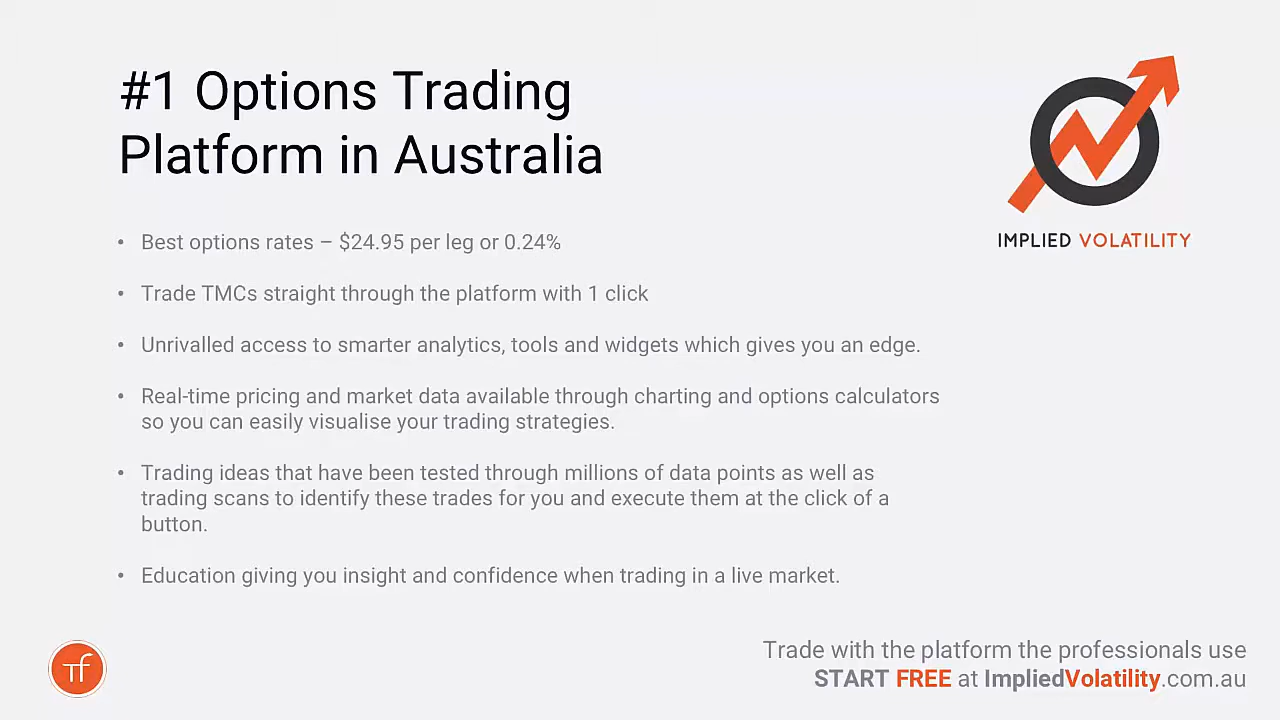 #1 Options Trading
Platform in Australia
IMPLIED VOLATILITY
• Best options rates – $24.95 per leg or 0.24%
• Trade TMCs straight through the platform with 1 click
• Unrivalled access to smarter analytics, tools and widgets which gives you an edge.
• Real-time pricing and market data available through charting and options calculators
so you can easily visualise your trading strategies.
• Trading ideas that have been tested through millions of data points as well as
trading scans to identify these trades for you and execute them at the click of a
button.
• Education giving you insight and confidence when trading in a live market.
Tf
Trade with the platform the professionals use
START FREE at ImpliedVolatility.com.au